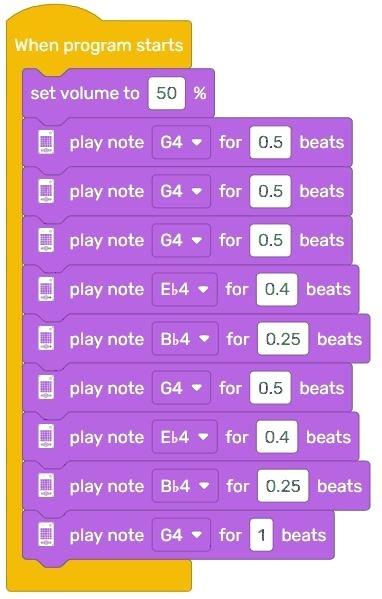 When program starts
set volume to 50 %
play note G4 for 0.5 beats
play note G4 for 0.5 beats
play note G4 for 0.5 beats
play note E♭4 for 0.4 beats
play note B♭4 for 0.25 beats
play note G4 for 0.5 beats
play note E♭4 for 0.4 beats
play note B♭4 for 0.25 beats
play note G4 for 1 beats